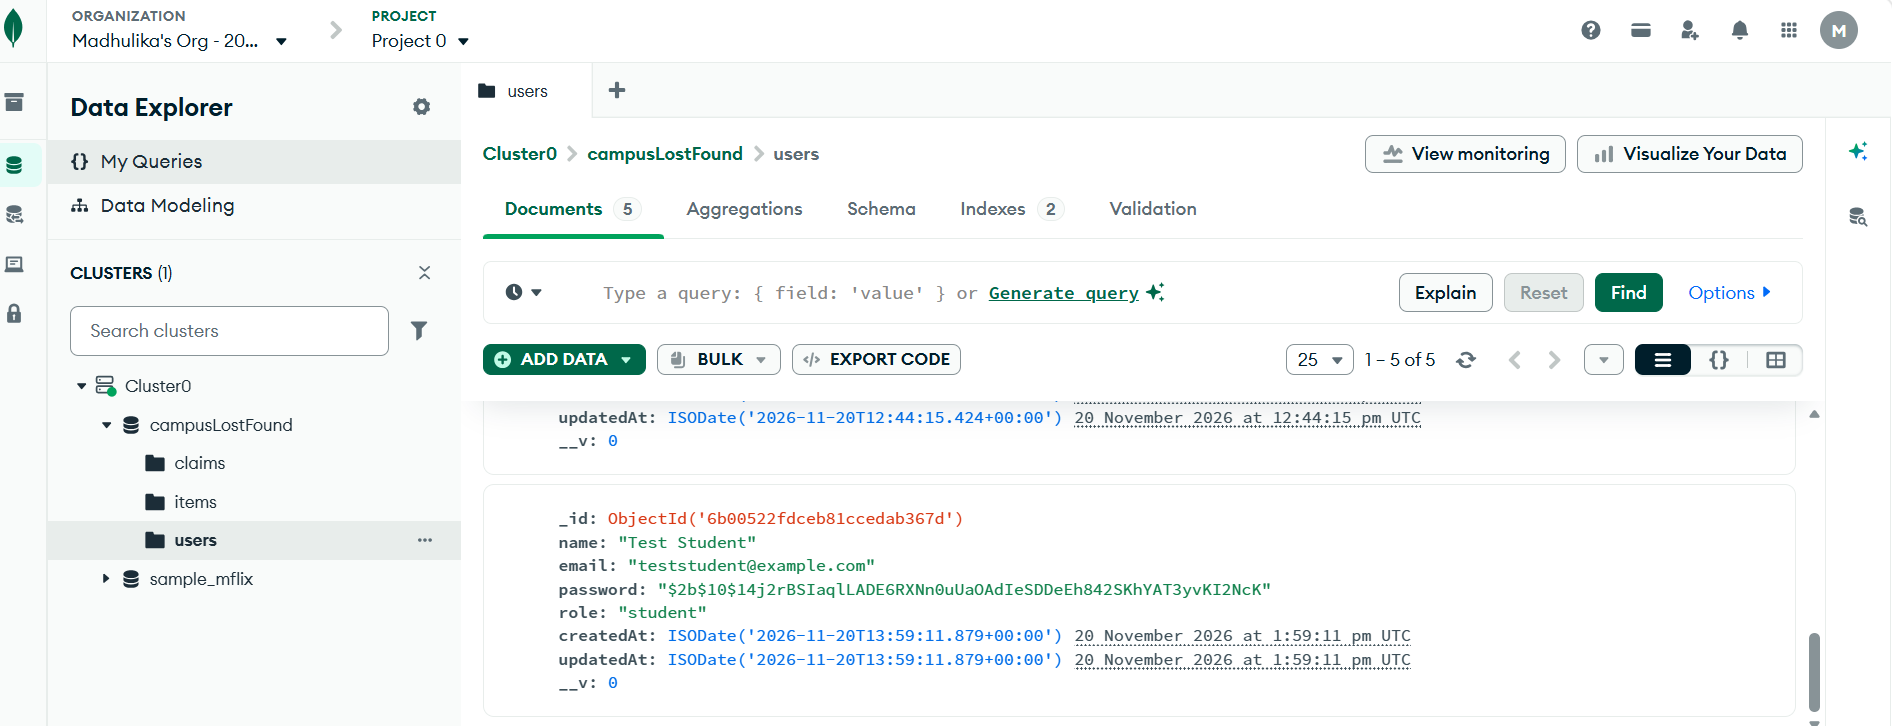 ORGANIZATION
Madhulika's Org - 20...
PROJECT
Project 0
M
Data Explorer
My Queries
Data Modeling
CLUSTERS (1)
Search clusters
Cluster0
campusLostFound
claims
items
users
sample_mflix
users
Cluster0 > campusLostFound > users
View monitoring
Visualize Your Data
Documents 5
Aggregations
Schema
Indexes 2
Validation
Type a query: { field: 'value' } or Generate query
Explain
Reset
Find
Options
ADD DATA
BULK
EXPORT CODE
25
1 – 5 of 5
updatedAt: ISODate('2026-11-20T12:44:15.424+00:00') 20 November 2026 at 12:44:15 pm UTC
__v: 0
_id: ObjectId('6b00522fdceb81ccedab367d')
name: "Test Student"
email: "teststudent@example.com"
password: "$2b$10$14j2rBSIaqlLADE6RXNn0uUaOAdIeSDDeEh842SKhYAT3yvKI2NcK"
role: "student"
createdAt: ISODate('2026-11-20T13:59:11.879+00:00') 20 November 2026 at 1:59:11 pm UTC
updatedAt: ISODate('2026-11-20T13:59:11.879+00:00') 20 November 2026 at 1:59:11 pm UTC
__v: 0